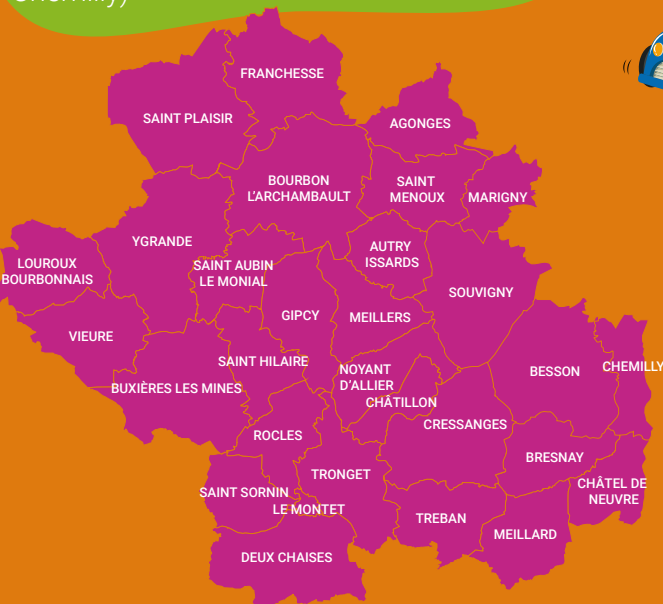 Chemilly)
FRANCHESSE
SAINT PLAISIR
AGONGES
BOURBON
L'ARCHAMBAULT
SAINT
MENOUX
MARIGNY
YGRANDE
AUTRY
ISSARDS
LOUROUX
BOURBONNAIS
SAINT AUBIN
LE MONIAL
SOUVIGNY
GIPCY
MEILLERS
VIEURE
SAINT HILAIRE
NOYANT
D'ALLIER
BESSON
CHEMILLY
BUXIÈRES LES MINES
CHÂTILLON
CRESSANGES
ROCLES
BRESNAY
TRONGET
CHÂTEL DE
NEUVRE
SAINT SORNIN
LE MONTET
TREBAN
MEILLARD
DEUX CHAISES